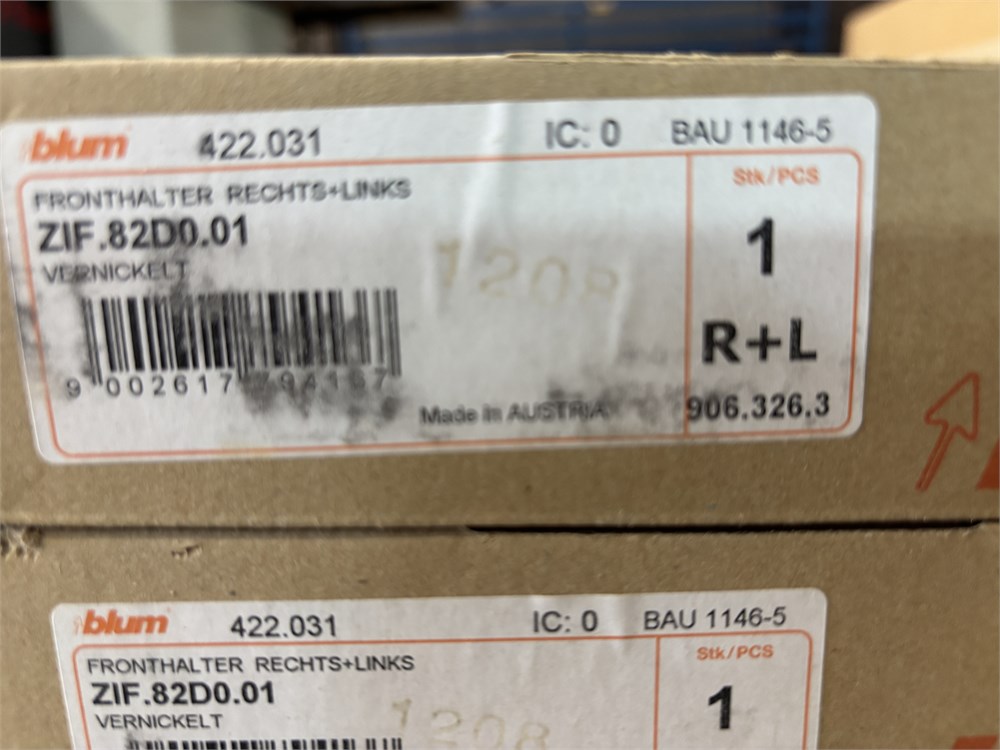 blum 422.031 IC: 0 BAU 1146-5
FRONTHALTER RECHTS+LINKS Stk/PCS
ZIF.82D0.01 1
VERNICKELT
1208
R+L
9 002617
Made in AUSTRIA 906.326.3
blum 422.031 IC: 0 BAU 1146-5
FRONTHALTER RECHTS+LINKS Stk/PCS
ZIF.82D0.01 1
VERNICKELT
1208